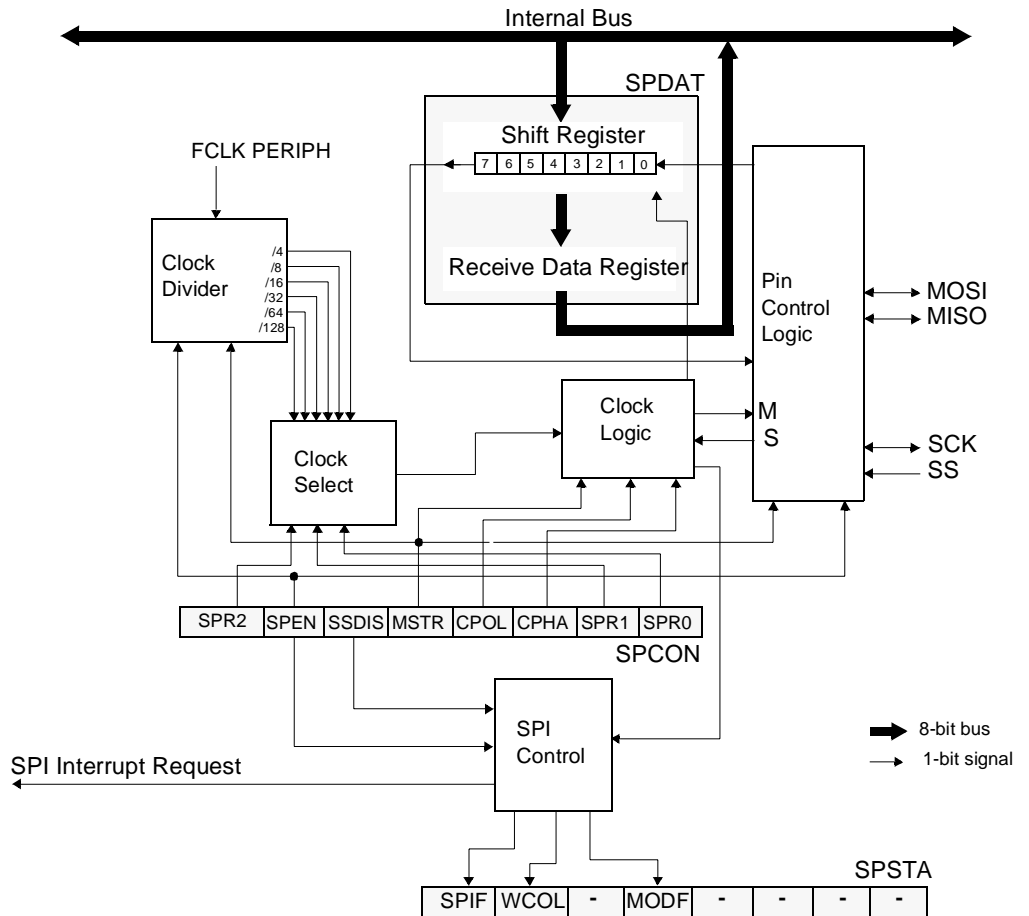 Internal Bus
SPDAT
Shift Register
7 6 5 4 3 2 1 0
FCLK PERIPH
Clock
Divider
/4
/8
/16
/32
/64
/128
Receive Data Register
Pin
Control
Logic
MOSI
MISO
Clock
Logic
M
S
SCK
SS
Clock
Select
SPR2 SPEN SSDIS MSTR CPOL CPHA SPR1 SPR0
SPCON
SPI
Control
8-bit bus
1-bit signal
SPI Interrupt Request
SPSTA
SPIF WCOL - MODF - - - -